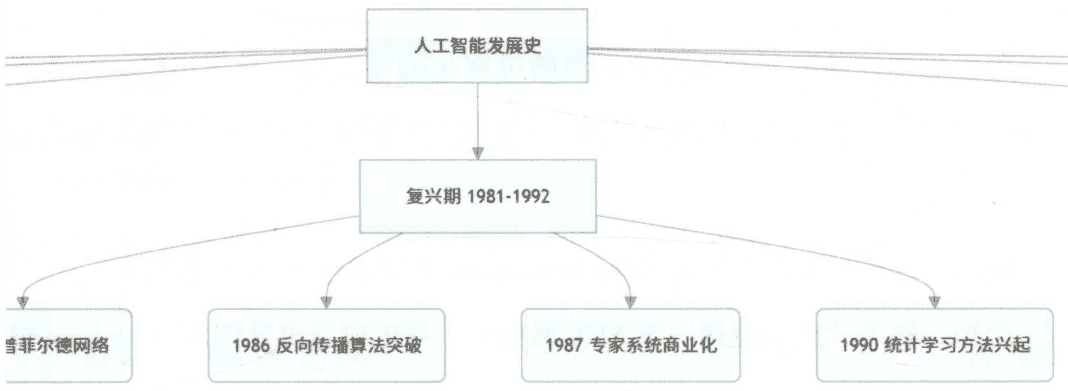 人工智能发展史
复兴期 1981-1992
普菲尔德网络
1986 反向传播算法突破
1987 专家系统商业化
1990 统计学习方法兴起